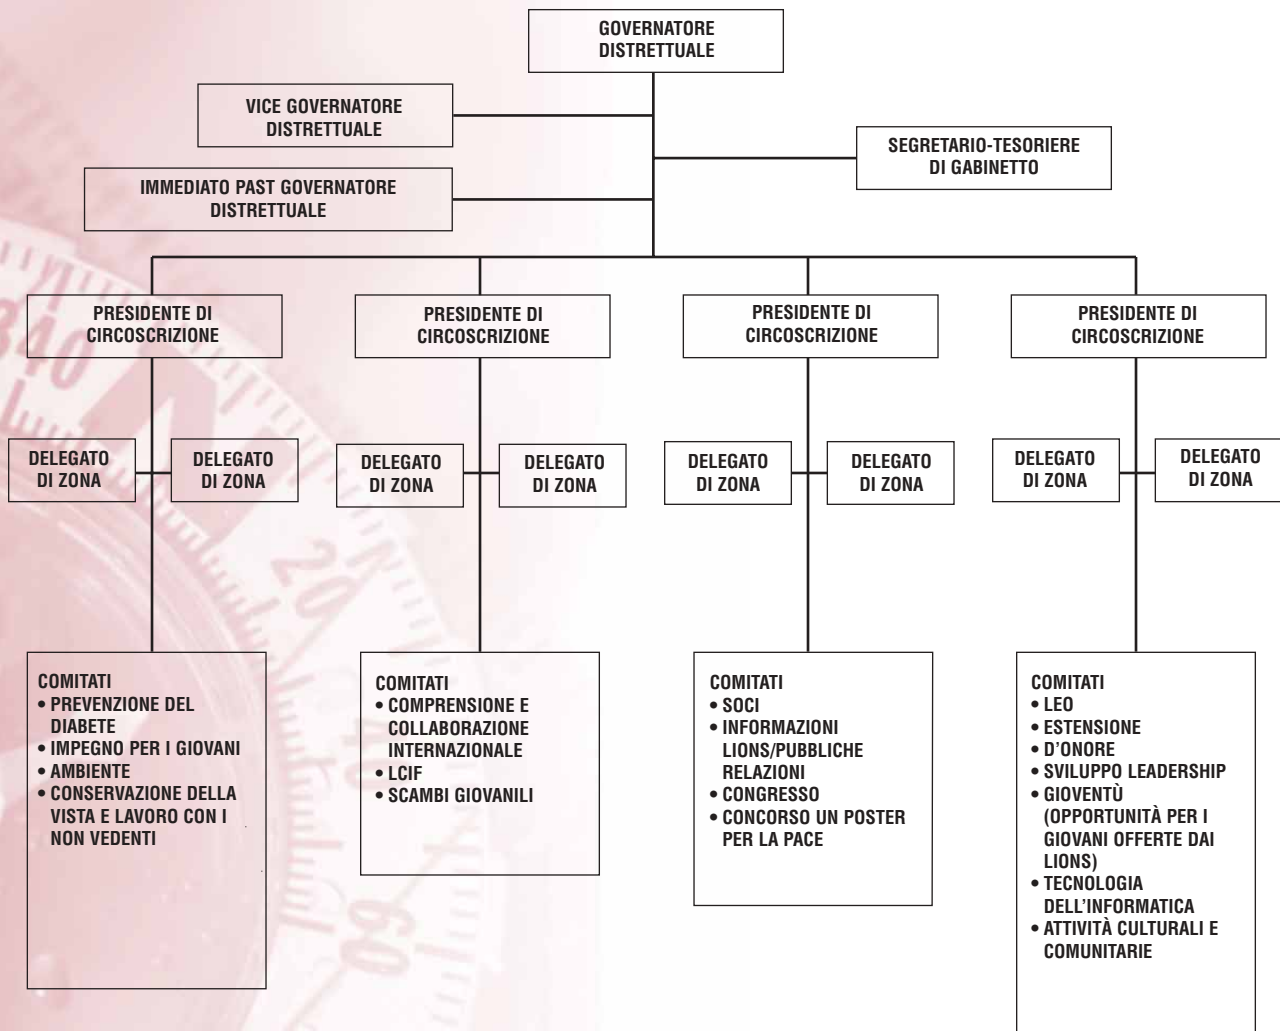 GOVERNATORE
DISTRETTUALE
VICE GOVERNATORE
DISTRETTUALE
SEGRETARIO-TESORIERE
DI GABINETTO
IMMEDIATO PAST GOVERNATORE
DISTRETTUALE
PRESIDENTE DI
CIRCOSCRIZIONE
PRESIDENTE DI
CIRCOSCRIZIONE
PRESIDENTE DI
CIRCOSCRIZIONE
PRESIDENTE DI
CIRCOSCRIZIONE
DELEGATO
DI ZONA
DELEGATO
DI ZONA
DELEGATO
DI ZONA
DELEGATO
DI ZONA
DELEGATO
DI ZONA
DELEGATO
DI ZONA
DELEGATO
DI ZONA
DELEGATO
DI ZONA
COMITATI
• PREVENZIONE DEL
DIABETE
• IMPEGNO PER I GIOVANI
• AMBIENTE
• CONSERVAZIONE DELLA
VISTA E LAVORO CON I
NON VEDENTI
COMITATI
• COMPRENSIONE E
COLLABORAZIONE
INTERNAZIONALE
• LCIF
• SCAMBI GIOVANILI
COMITATI
• SOCI
• INFORMAZIONI
LIONS/PUBBLICHE
RELAZIONI
• CONGRESSO
• CONCORSO UN POSTER
PER LA PACE
COMITATI
• LEO
• ESTENSIONE
• D'ONORE
• SVILUPPO LEADERSHIP
• GIOVENTÙ
(OPPORTUNITÀ PER I
GIOVANI OFFERTE DAI
LIONS)
• TECNOLOGIA
DELL'INFORMATICA
• ATTIVITÀ CULTURALI E
COMUNITARIE
340
N
20
40
60